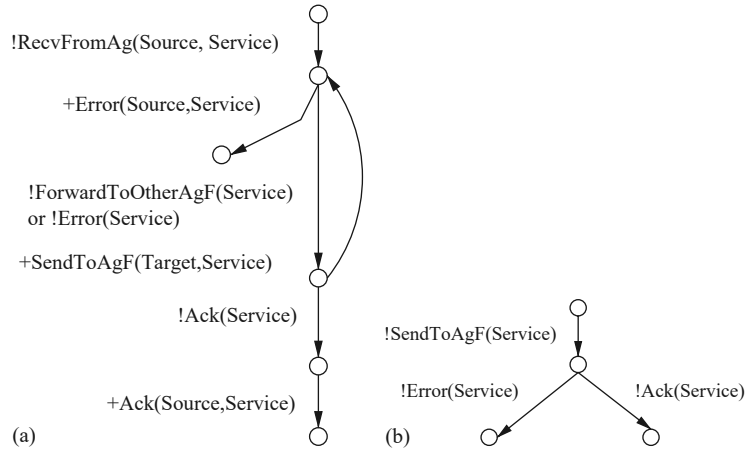 !RecvFromAg(Source, Service)
+Error(Source,Service)
!ForwardToOtherAgF(Service)
or !Error(Service)
+SendToAgF(Target,Service)
!Ack(Service)
+Ack(Source,Service)
(a)
!SendToAgF(Service)
!Error(Service)
!Ack(Service)
(b)